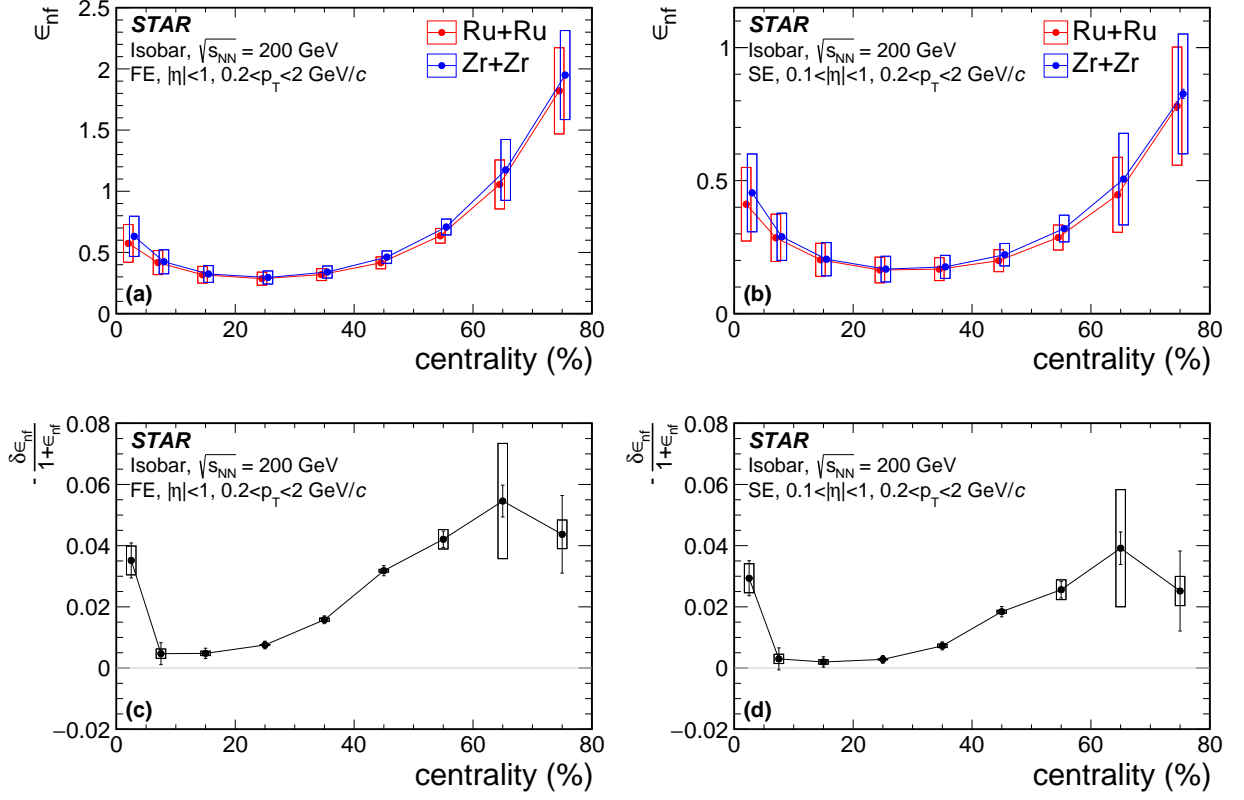 STAR
Isobar, √s_NN = 200 GeV
FE, |η|<1, 0.2<p_T<2 GeV/c
Ru+Ru
Zr+Zr
ϵ_nf
2.5
2
1.5
1
0.5
0
(a)
0 20 40 60 80
centrality (%)
STAR
Isobar, √s_NN = 200 GeV
SE, 0.1<|η|<1, 0.2<p_T<2 GeV/c
Ru+Ru
Zr+Zr
ϵ_nf
1
0.5
0
(b)
0 20 40 60 80
centrality (%)
STAR
Isobar, √s_NN = 200 GeV
FE, |η|<1, 0.2<p_T<2 GeV/c
- δϵ_nf / 1+ϵ_nf
0.08
0.06
0.04
0.02
0
−0.02
(c)
0 20 40 60 80
centrality (%)
STAR
Isobar, √s_NN = 200 GeV
SE, 0.1<|η|<1, 0.2<p_T<2 GeV/c
- δϵ_nf / 1+ϵ_nf
0.08
0.06
0.04
0.02
0
−0.02
(d)
0 20 40 60 80
centrality (%)